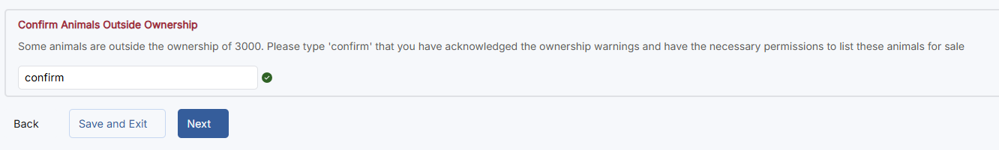 Confirm Animals Outside Ownership
Some animals are outside the ownership of 3000. Please type 'confirm' that you have acknowledged the ownership warnings and have the necessary permissions to list these animals for sale
confirm
Back Save and Exit Next